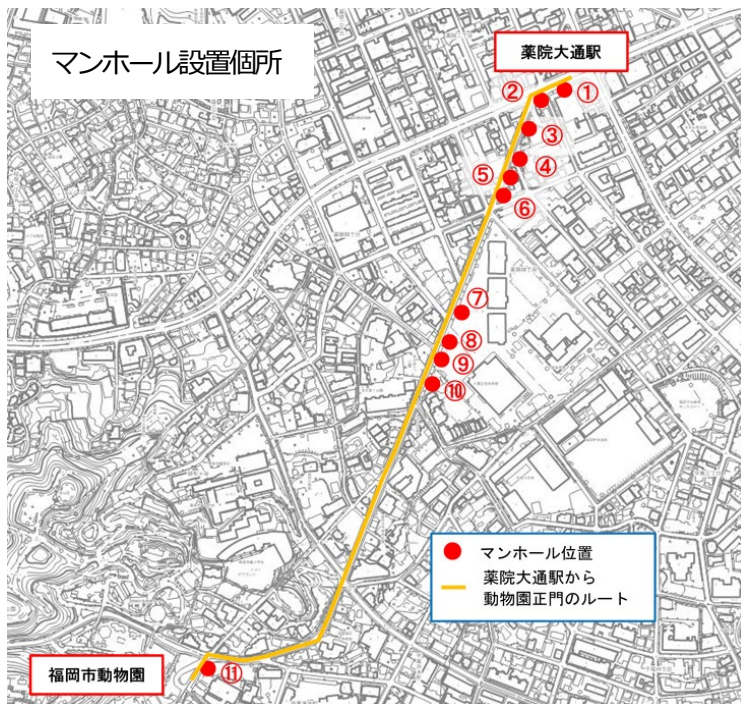 マンホール設置個所
薬院大通駅
②
①
③
④
⑤
⑥
⑦
⑧
⑨
⑩
マンホール位置
薬院大通駅から
動物園正門のルート
福岡市動物園
⑪